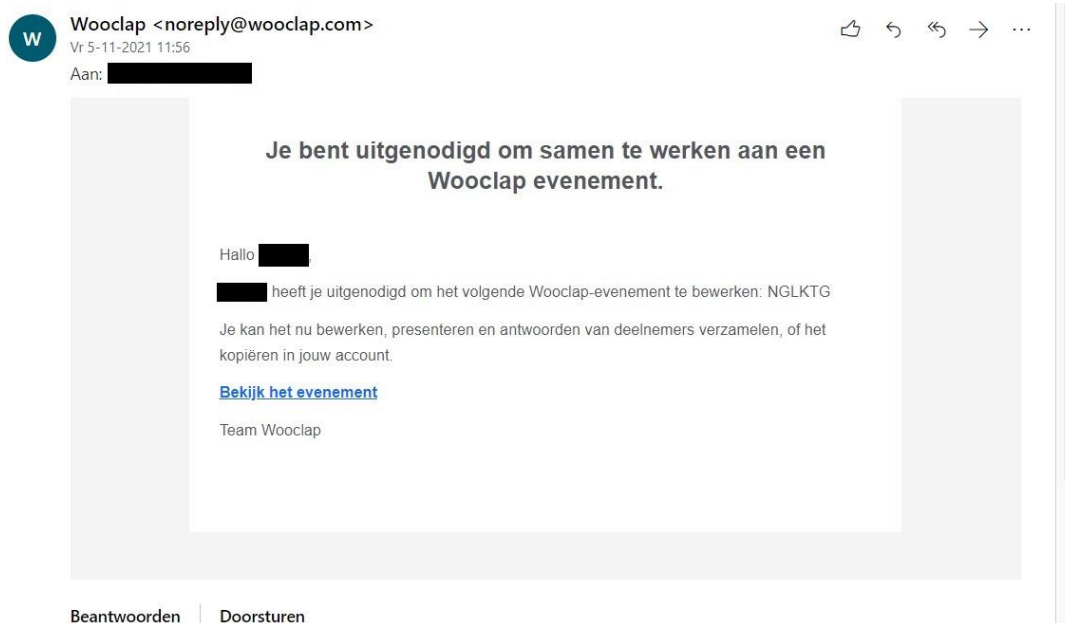 W
Wooclap <noreply@wooclap.com>
Vr 5-11-2021 11:56
Aan:
Je bent uitgenodigd om samen te werken aan een
Wooclap evenement.
Hallo ,
heeft je uitgenodigd om het volgende Wooclap-evenement te bewerken: NGLKTG
Je kan het nu bewerken, presenteren en antwoorden van deelnemers verzamelen, of het
kopiëren in jouw account.
Bekijk het evenement
Team Wooclap
Beantwoorden Doorsturen